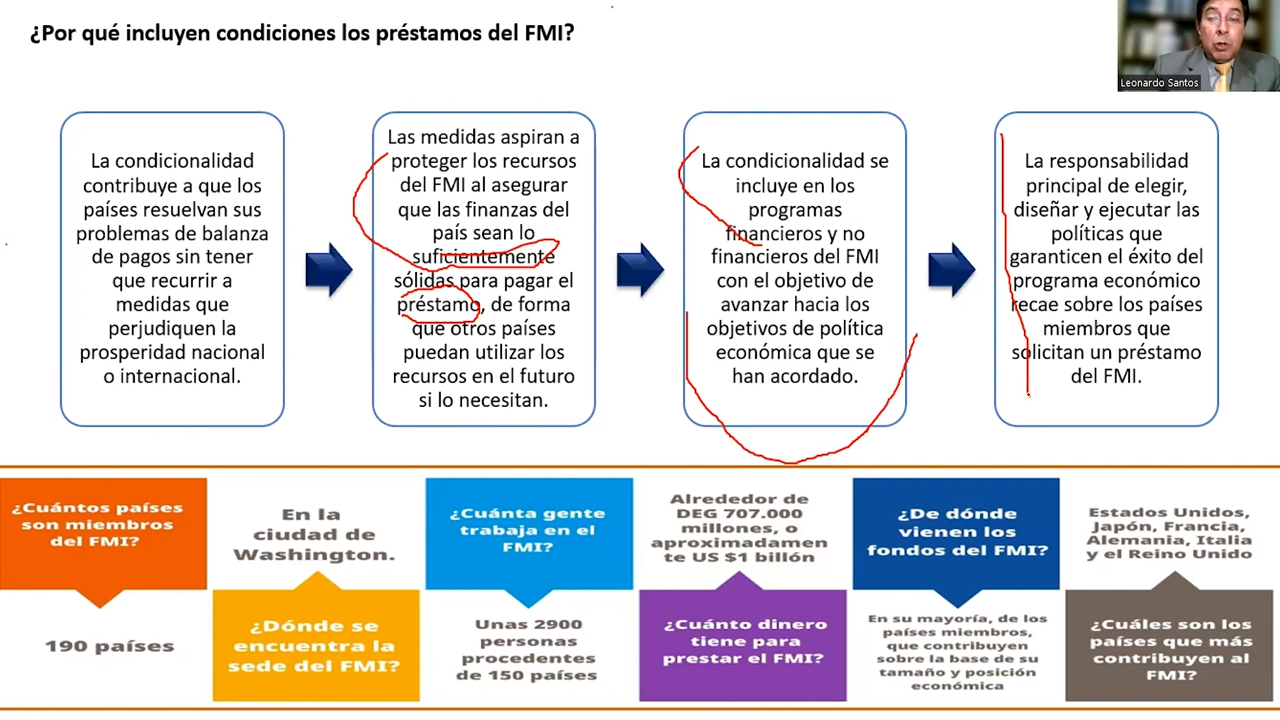 ¿Por qué incluyen condiciones los préstamos del FMI?
Leonardo Santos
La condicionalidad
contribuye a que los
países resuelvan sus
problemas de balanza
de pagos sin tener
que recurrir a
medidas que
perjudiquen la
prosperidad nacional
o internacional.
Las medidas aspiran a
proteger los recursos
del FMI al asegurar
que las finanzas del
país sean lo
suficientemente
sólidas para pagar el
préstamo, de forma
que otros países
puedan utilizar los
recursos en el futuro
si lo necesitan.
La condicionalidad se
incluye en los
programas
financieros y no
financieros del FMI
con el objetivo de
avanzar hacia los
objetivos de política
económica que se
han acordado.
La responsabilidad
principal de elegir,
diseñar y ejecutar las
políticas que
garanticen el éxito del
programa económico
recae sobre los países
miembros que
solicitan un préstamo
del FMI.
¿Cuántos países
son miembros
del FMI?
190 países
En la
ciudad de
Washington.
¿Dónde se
encuentra la
sede del FMI?
¿Cuánta gente
trabaja en el
FMI?
Unas 2900
personas
procedentes
de 150 países
Alrededor de
DEG 707.000
millones, o
aproximadamen
te US $1 billón
¿Cuánto dinero
tiene para
prestar el FMI?
¿De dónde
vienen los
fondos del FMI?
En su mayoría, de los
países miembros,
que contribuyen
sobre la base de su
tamaño y posición
económica
Estados Unidos,
Japón, Francia,
Alemania, Italia
y el Reino Unido
¿Cuáles son los
países que más
contribuyen al
FMI?